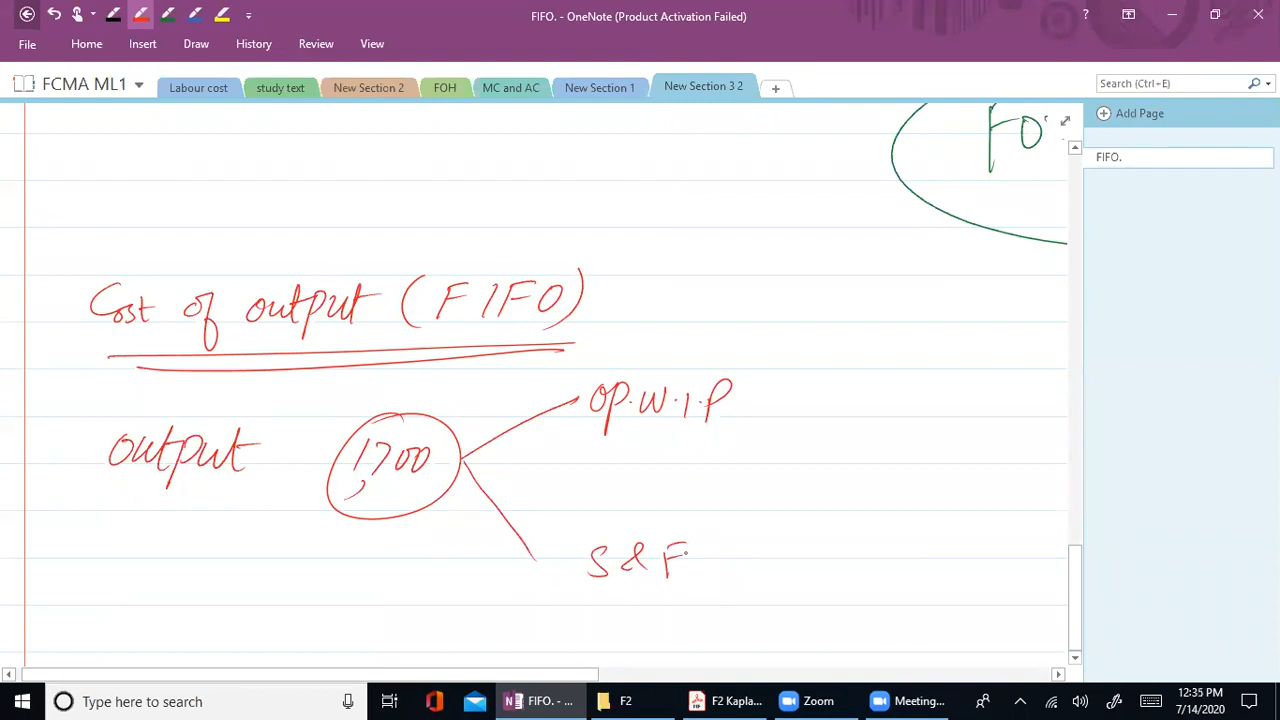 FIFO. - OneNote (Product Activation Failed)
?
File Home Insert Draw History Review View
FCMA ML1
Labour cost study text New Section 2 FOH MC and AC New Section 1 New Section 3 2 +
Search (Ctrl+E)
Add Page
FIFO.
Fo
Cost of output (FIFO)
op.w.i.p
output 1,700
S & F
Type here to search
FIFO. - ...
F2
F2 Kapla...
Zoom
Meeting...
12:35 PM
7/14/2020